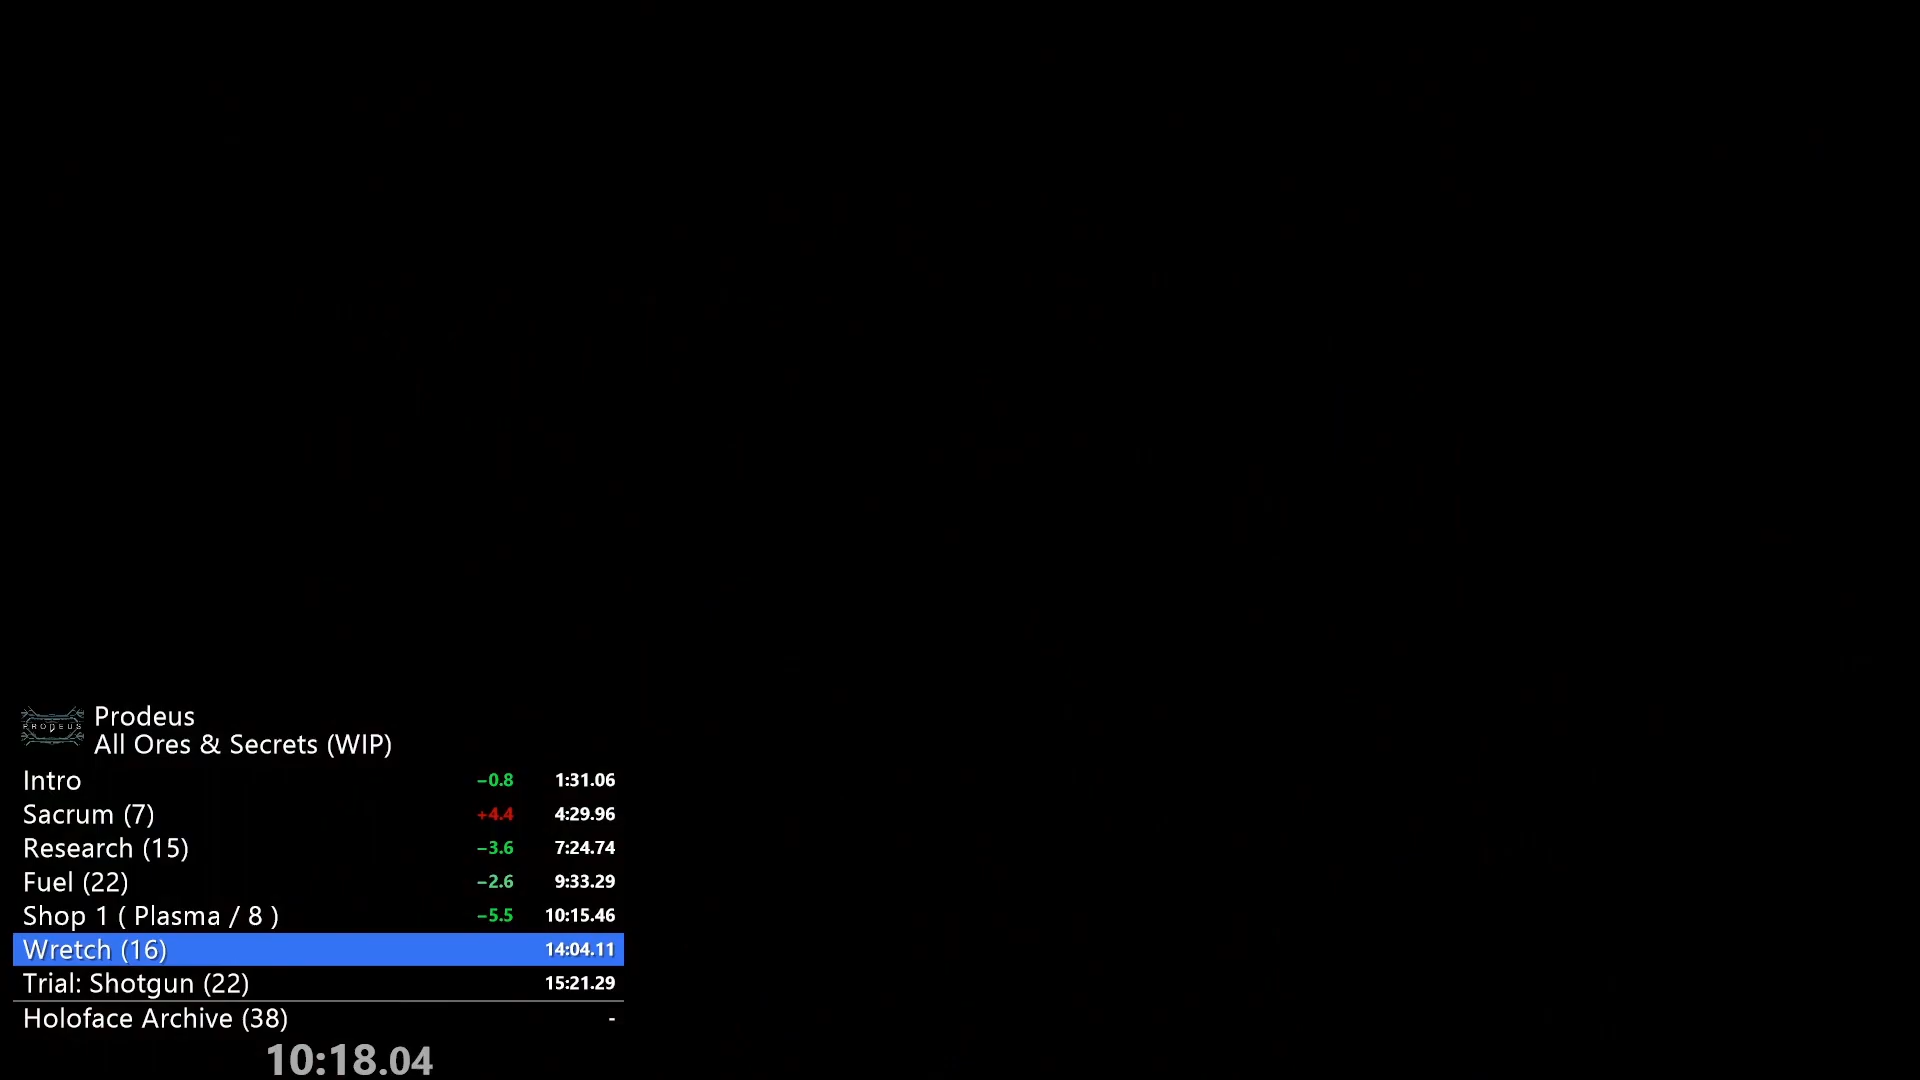 PRODEUS
Prodeus
All Ores & Secrets (WIP)
Intro −0.8 1:31.06
Sacrum (7) +4.4 4:29.96
Research (15) −3.6 7:24.74
Fuel (22) −2.6 9:33.29
Shop 1 ( Plasma / 8 ) −5.5 10:15.46
Wretch (16) 14:04.11
Trial: Shotgun (22) 15:21.29
Holoface Archive (38) -
10:18.04